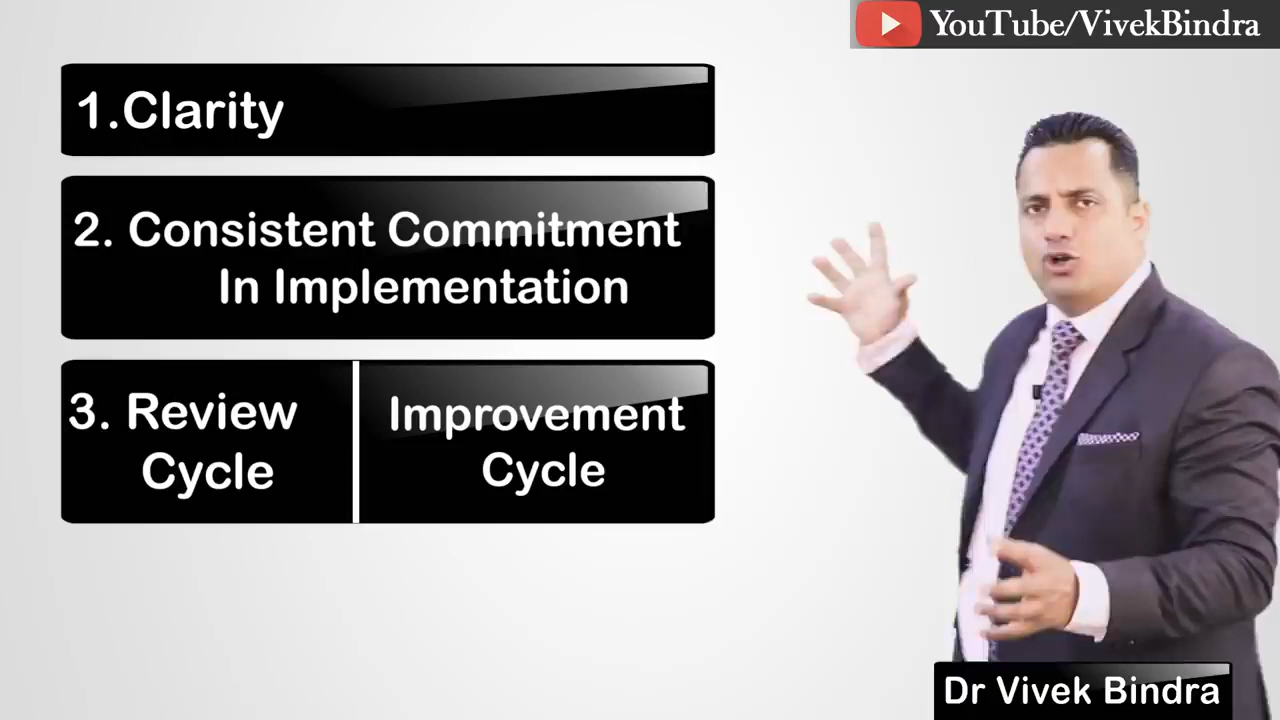 YouTube/VivekBindra
1.Clarity
2. Consistent Commitment
In Implementation
3. Review
Cycle
Improvement
Cycle
Dr Vivek Bindra